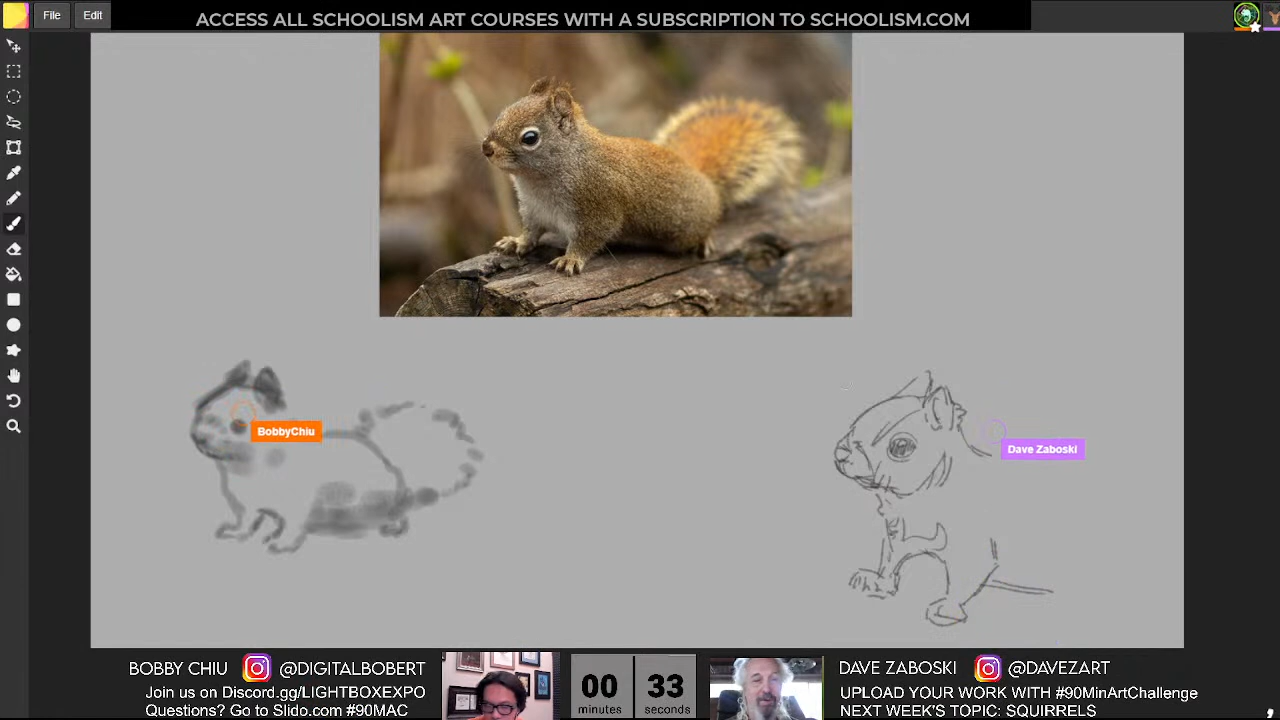 ACCESS ALL SCHOOLISM ART COURSES WITH A SUBSCRIPTION TO SCHOOLISM.COM
File Edit
BobbyChiu
Dave Zaboski
BOBBY CHIU @DIGITALBOBERT
Join us on Discord.gg/LIGHTBOXEXPO
Questions? Go to Slido.com #90MAC
00 33
minutes seconds
DAVE ZABOSKI @DAVEZART
UPLOAD YOUR WORK WITH #90MinArtChallenge
NEXT WEEK'S TOPIC: SQUIRRELS